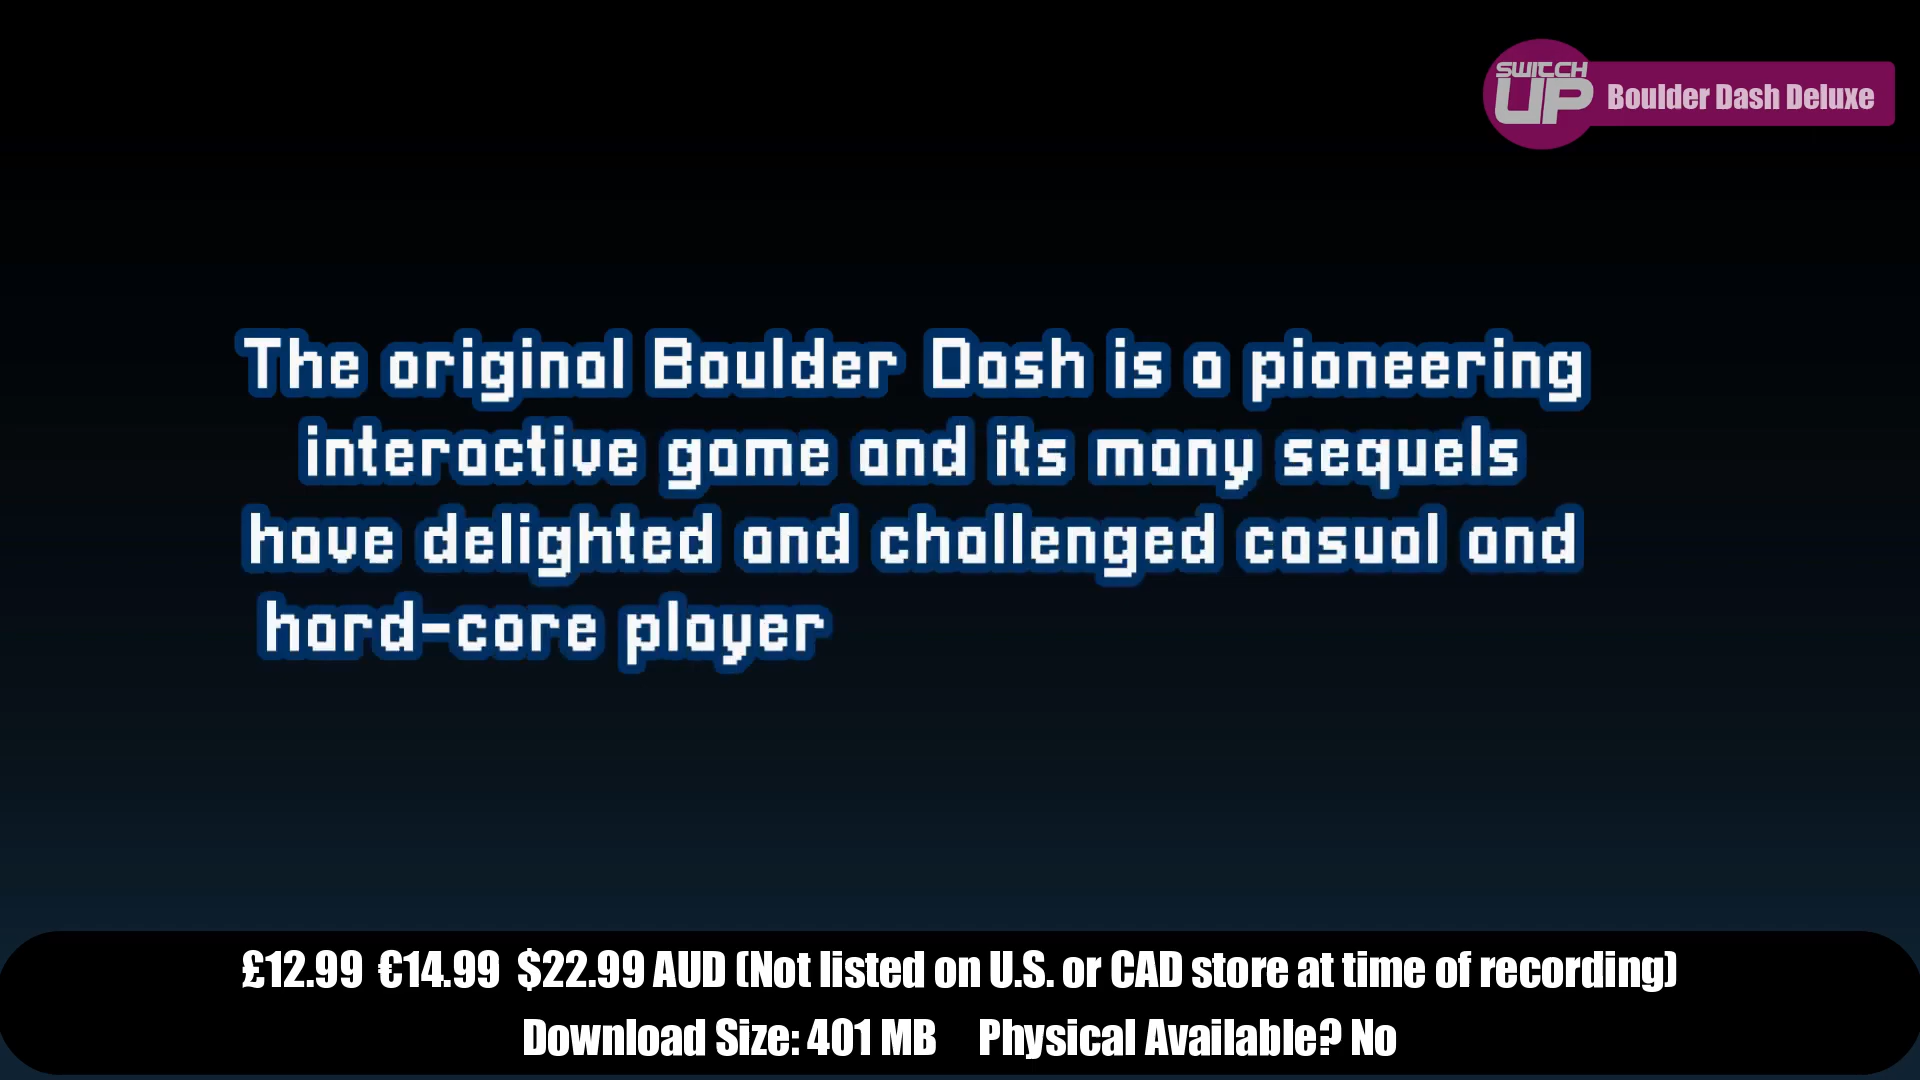 SWITCH
UP
Boulder Dash Deluxe
The original Boulder Dash is a pioneering
interactive game and its many sequels
have delighted and challenged casual and
hard-core player
£12.99 €14.99 $22.99 AUD (Not listed on U.S. or CAD store at time of recording)
Download Size: 401 MB Physical Available? No